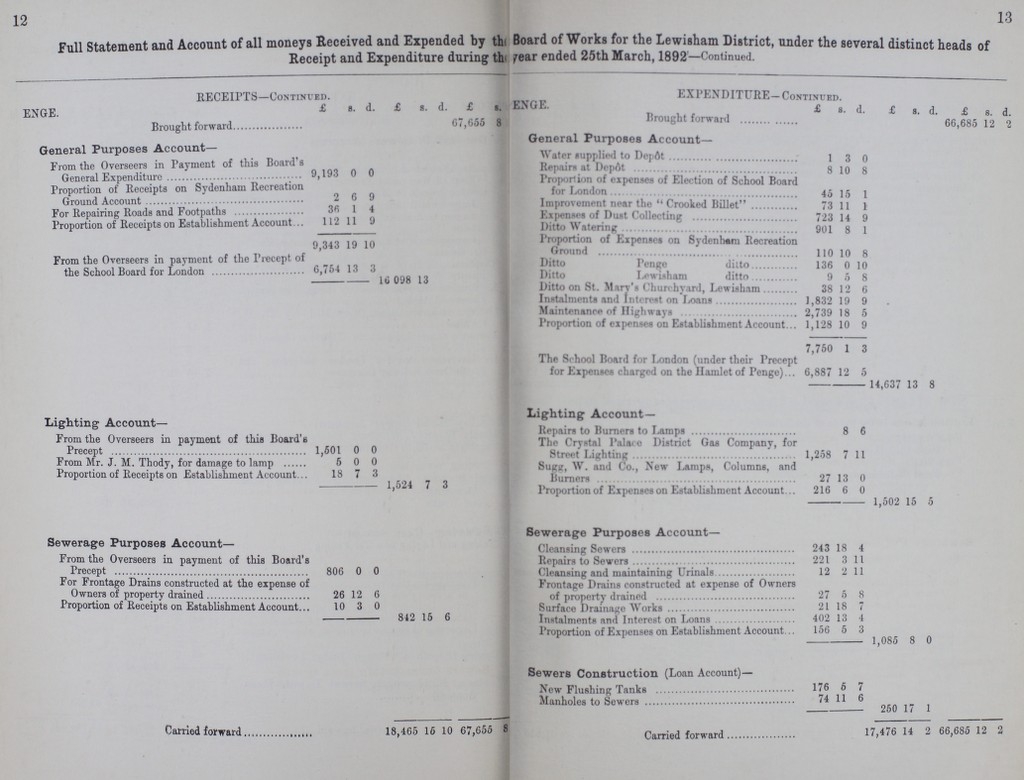 12
Full Statement and Account of all moneys Received and Expended by the Board of Works for the Lewisham District, under the several distinct heads of
Receipt and Expenditure during the year ended 25th March, 1892—Continued.
RECEIPTS—Continued.
£ s. d. £ s. d. £ s.
ENGE.
Brought forward.................. 67,655 8
General Purposes Account—
From the Overseers in Payment of this Board's
General Expenditure .................. 9,193 0 0
Proportion of Receipts on Sydenham Recreation
Ground Account .................. 2 6 9
For Repairing Roads and Footpaths .................. 36 1 4
Proportion of Receipts on Establishment Account... 112 11 9
9,343 19 10
From the Overseers in payment of the Precept of
the School Board for London .................. 6,754 13 3
16 098 13
Lighting Account—
From the Overseers in payment of this Board's
Precept .................. 1,501 0 0
From Mr. J. M. Thody, for damage to lamp ...... 5 0 0
Proportion of Receipts on Establishment Account... 18 7 3
1,524 7 3
Sewerage Purposes Account—
From the Overseers in payment of this Board's
Precept .................. 806 0 0
For Frontage Drains constructed at the expense of
Owners of property drained .................. 26 12 6
Proportion of Receipts on Establishment Account... 10 3 0
842 15 6
Carried forward.................. 18,465 15 10 67,655 8
13
EXPENDITURE—Continued.
£ s. d. £ s. d. £ s. d.
ENGE.
Brought forward .................. 66,685 12 2
General Purposes Account—
Water supplied to Depôt .................. 1 3 0
Repairs at Depôt .................. 8 10 8
Proportion of expenses of Election of School Board
for London .................. 45 15 1
Improvement near the "Crooked Billet" .................. 73 11 1
Expenses of Dust Collecting .................. 723 14 9
Ditto Watering .................. 901 8 1
Proportion of Expenses on Sydenham Recreation
Ground .................. 110 10 8
Ditto Penge ditto............ 136 0 10
Ditto Lewisham ditto............ 9 5 8
Ditto on St. Mary's Churchyard, Lewisham ......... 38 12 6
Instalments and Interest on Loans .................. 1,832 19 9
Maintenance of Highways .................. 2,739 18 5
Proportion of expenses on Establishment Account... 1,128 10 9
7,750 1 3
The School Board for London (under their Precept
for Expenses charged on the Hamlet of Penge)... 6,887 12 5
14,637 13 8
Lighting Account—
Repairs to Burners to Lamps .................. 8 6
The Crystal Palace District Gas Company, for
Street Lighting .................. 1,258 7 11
Sugg, W. and Co., New Lamps, Columns, and
Burners .................. 27 13 0
Proportion of Expenses on Establishment Account... 216 6 0
1,502 15 5
Sewerage Purposes Account—
Cleansing Sewers .................. 243 18 4
Repairs to Sewers .................. 221 3 11
Cleansing and maintaining Urinals .................. 12 2 11
Frontage Drains constructed at expense of Owners
of property drained .................. 27 5 8
Surface Drainage Works .................. 21 18 7
Instalments and Interest on Loans .................. 402 13 4
Proportion of Expenses on Establishment Account... 156 5 3
1,085 8 0
Sewers Construction (Loan Account)—
New Flushing Tanks .................. 176 5 7
Manholes to Sewers .................. 74 11 6
250 17 1
Carried forward .................. 17,476 14 2 66,685 12 2